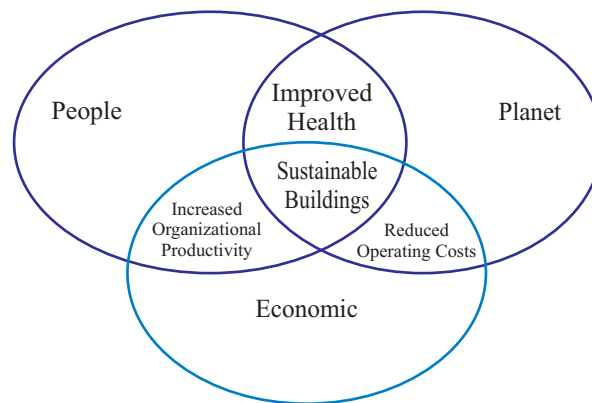 People
Improved
Health
Planet
Sustainable
Buildings
Increased
Organizational
Productivity
Reduced
Operating Costs
Economic